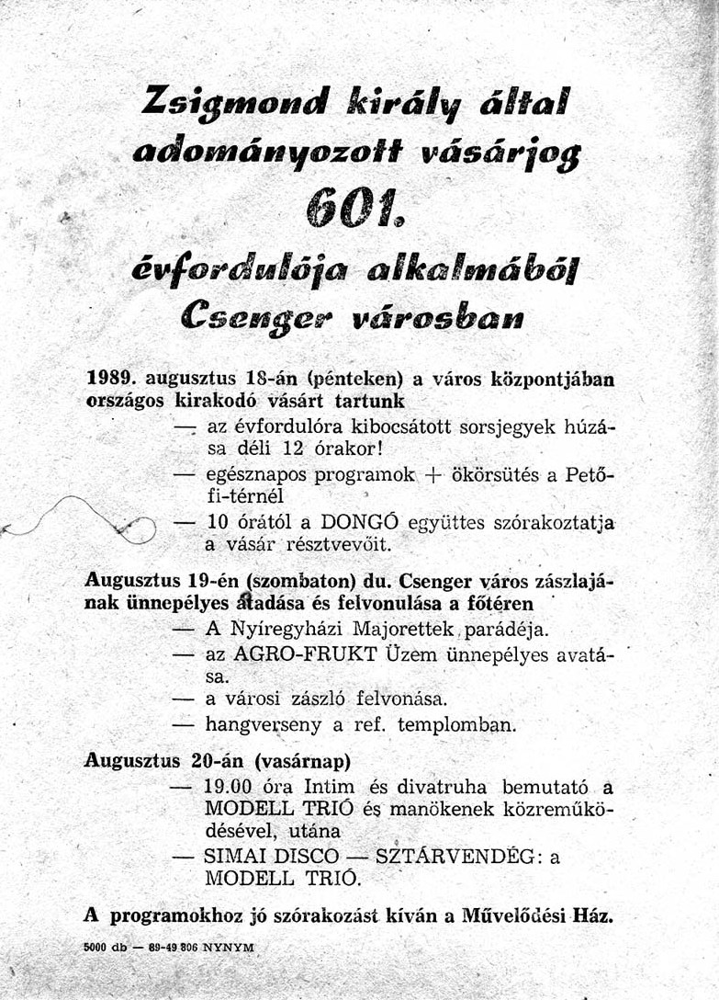 Zsigmond király által
adományozott vásárjog
601.
évfordulója alkalmából
Csenger városban
1989. augusztus 18-án (pénteken) a város központjában
országos kirakodó vásárt tartunk
— az évfordulóra kibocsátott sorsjegyek húzá-
sa déli 12 órakor!
— egésznapos programok + ökörsütés a Pető-
fi-térnél
— 10 órától a DONGÓ együttes szórakoztatja
a vásár résztvevőit.
Augusztus 19-én (szombaton) du. Csenger város zászlajá-
nak ünnepélyes átadása és felvonulása a főtéren
— A Nyíregyházi Majorettek parádéja.
— az AGRO-FRUKT Üzem ünnepélyes avatá-
sa.
— a városi zászló felvonása.
— hangverseny a ref. templomban.
Augusztus 20-án (vasárnap)
— 19.00 óra Intim és divatruha bemutató a
MODELL TRIÓ és manökenek közreműkö-
désével, utána
— SIMAI DISCO — SZTÁRVENDÉG: a
MODELL TRIÓ.
A programokhoz jó szórakozást kíván a Művelődési Ház.
5000 db — 89-49 806 NYNYM